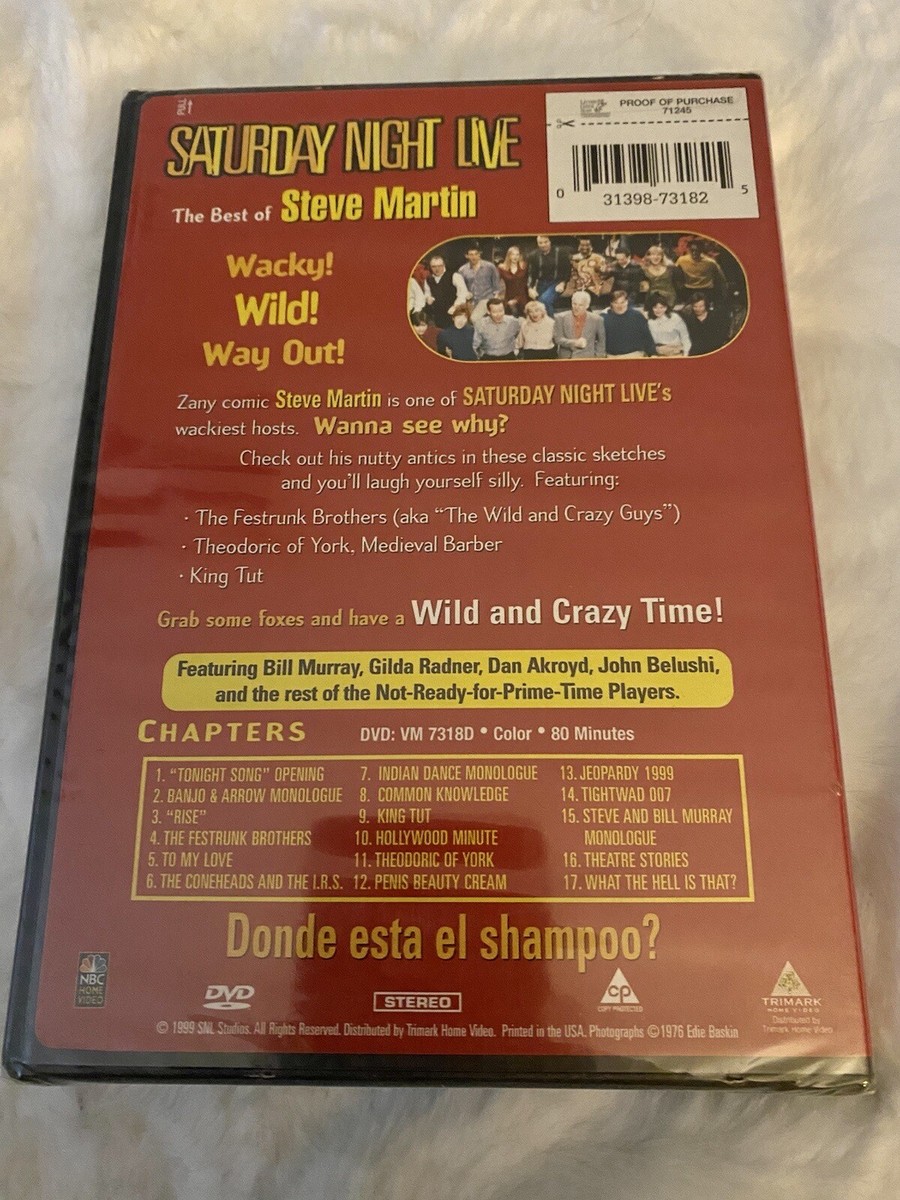 PULL
SATURDAY NIGHT LIVE
The Best of Steve Martin
PROOF OF PURCHASE
71245
0 31398-73182 5
Wacky!
Wild!
Way Out!
Zany comic Steve Martin is one of SATURDAY NIGHT LIVE's
wackiest hosts. Wanna see why?
Check out his nutty antics in these classic sketches
and you'll laugh yourself silly. Featuring:
· The Festrunk Brothers (aka “The Wild and Crazy Guys”)
· Theodoric of York, Medieval Barber
· King Tut
Grab some foxes and have a Wild and Crazy Time!
Featuring Bill Murray, Gilda Radner, Dan Akroyd, John Belushi,
and the rest of the Not-Ready-for-Prime-Time Players.
CHAPTERS DVD: VM 7318D • Color • 80 Minutes
1. “TONIGHT SONG” OPENING
2. BANJO & ARROW MONOLOGUE
3. “RISE”
4. THE FESTRUNK BROTHERS
5. TO MY LOVE
6. THE CONEHEADS AND THE I.R.S.
7. INDIAN DANCE MONOLOGUE
8. COMMON KNOWLEDGE
9. KING TUT
10. HOLLYWOOD MINUTE
11. THEODORIC OF YORK
12. PENIS BEAUTY CREAM
13. JEOPARDY 1999
14. TIGHTWAD 007
15. STEVE AND BILL MURRAY
MONOLOGUE
16. THEATRE STORIES
17. WHAT THE HELL IS THAT?
Donde esta el shampoo?
NBC
HOME
VIDEO
DVD
STEREO
CP
COPY PROTECTED
TRIMARK
HOME VIDEO
Distributed by
Trimark Home Video
© 1999 SNL Studios. All Rights Reserved. Distributed by Trimark Home Video. Printed in the USA. Photographs ©1976 Edie Baskin